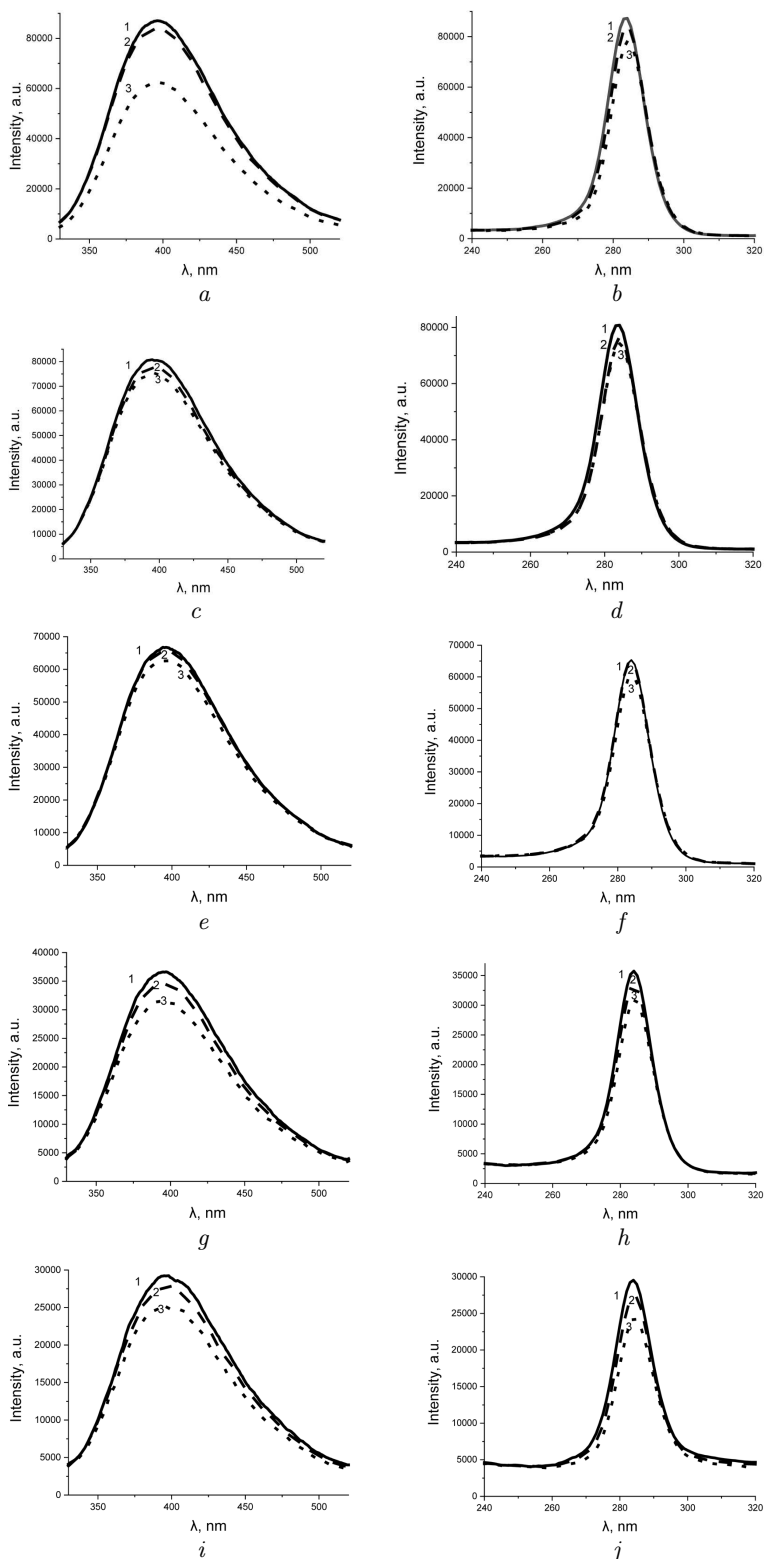 Intensity, a.u.
80000
60000
40000
20000
0
1
2
3
350 400 450 500
λ, nm
a
Intensity, a.u.
80000
60000
40000
20000
0
1
2
3
240 260 280 300 320
λ, nm
b
Intensity, a.u.
80000
70000
60000
50000
40000
30000
20000
10000
0
1
2
3
350 400 450 500
λ, nm
c
Intensity, a.u.
80000
60000
40000
20000
0
1
2
3
240 260 280 300 320
λ, nm
d
Intensity, a.u.
70000
60000
50000
40000
30000
20000
10000
0
1
2
3
350 400 450 500
λ, nm
e
Intensity, a.u.
70000
60000
50000
40000
30000
20000
10000
0
1
2
3
240 260 280 300 320
λ, nm
f
Intensity, a.u.
40000
35000
30000
25000
20000
15000
10000
5000
0
1
2
3
350 400 450 500
λ, nm
g
Intensity, a.u.
35000
30000
25000
20000
15000
10000
5000
0
1
2
3
240 260 280 300 320
λ, nm
h
Intensity, a.u.
30000
25000
20000
15000
10000
5000
0
1
2
3
350 400 450 500
λ, nm
i
Intensity, a.u.
30000
25000
20000
15000
10000
5000
0
1
2
3
240 260 280 300 320
λ, nm
j